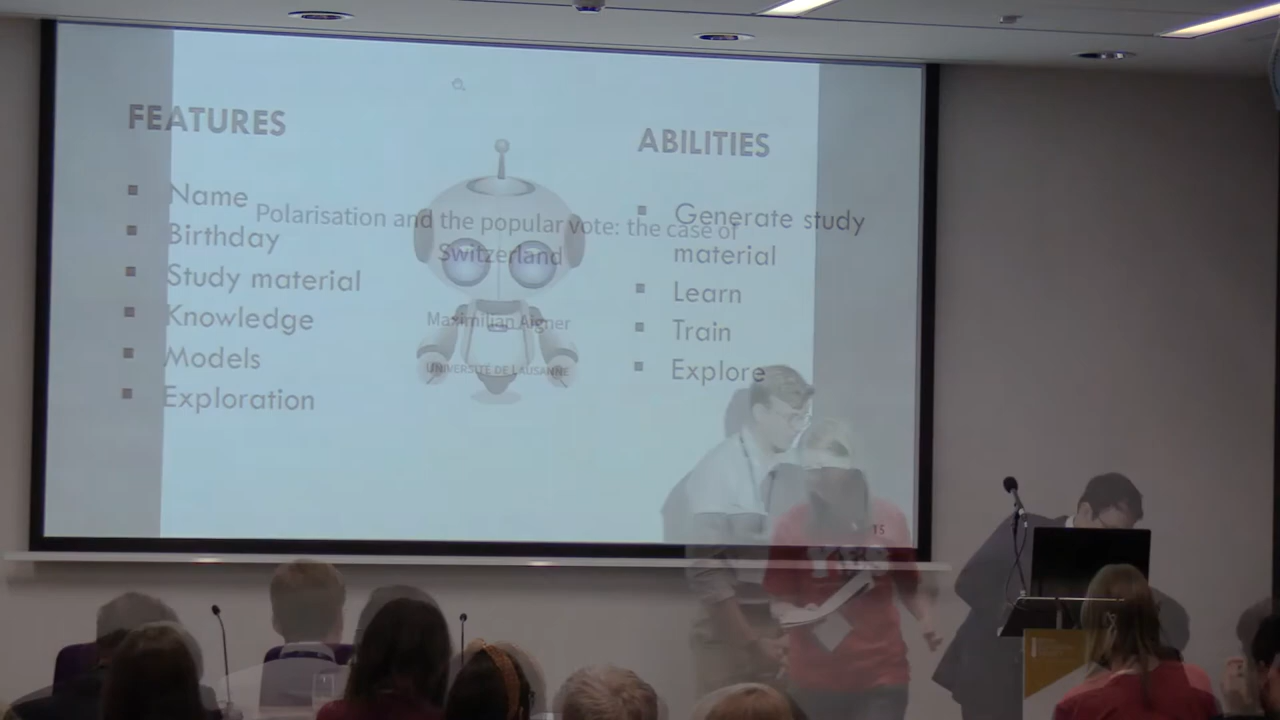 FEATURES
Name
Birthday
Study material
Knowledge
Models
Exploration
Polarisation and the popular vote: the case of
Switzerland
Maximilian Aigner
UNIVERSITÉ DE LAUSANNE
ABILITIES
Generate study
material
Learn
Train
Explore
15